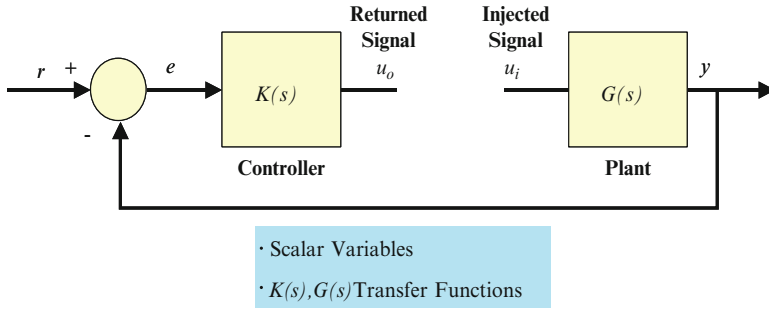 Returned Signal
Injected Signal
r
+
e
K(s)
u_o
u_i
G(s)
y
-
Controller
Plant
· Scalar Variables
· K(s),G(s)Transfer Functions